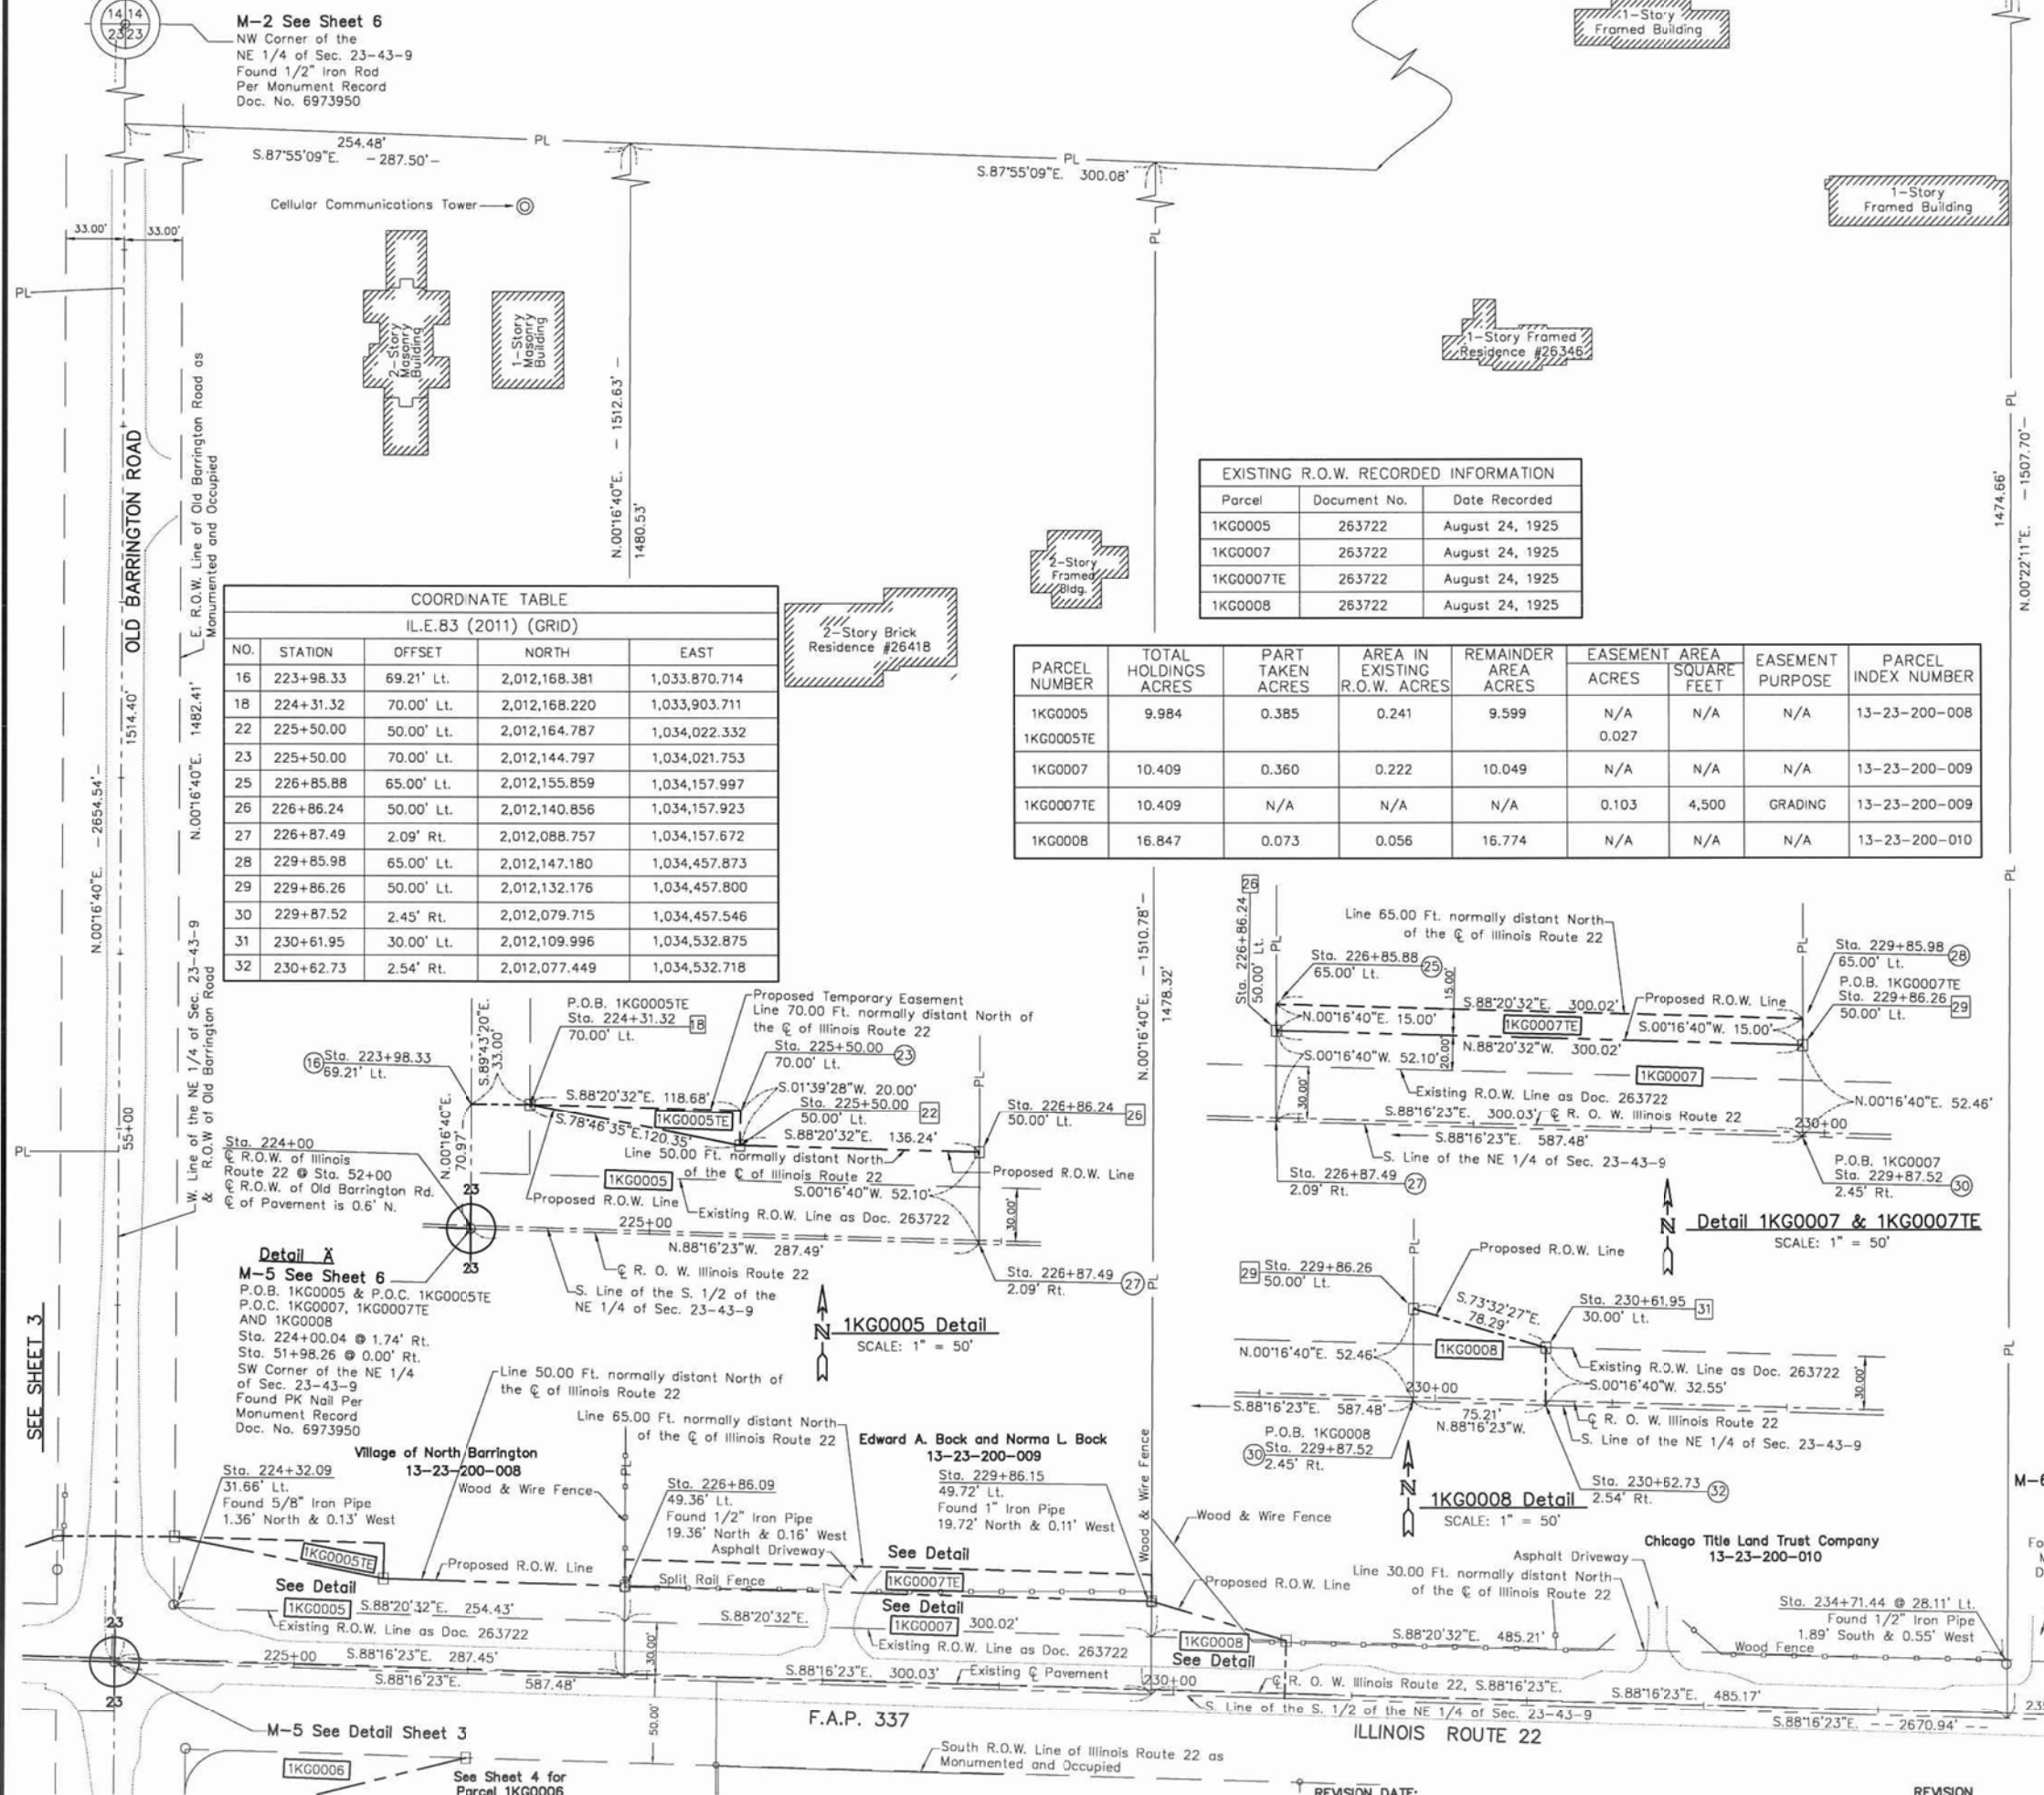 14 14
23 23
M-2 See Sheet 6
NW Corner of the
NE 1/4 of Sec. 23-43-9
Found 1/2" Iron Rod
Per Monument Record
Doc. No. 6973950
1-Story
Framed Building
254.48'
PL
S.87°55'09"E. - 287.50'-
PL
S.87°55'09"E. 300.08'
Cellular Communications Tower
1-Story
Framed Building
33.00'
33.00'
PL
PL
2-Story
Masonry
Building
1-Story
Masonry
Building
1-Story Framed
Residence #26346
PL
N.00°16'40"E. - 1512.63' -
1480.53'
OLD BARRINGTON ROAD
E. R.O.W. Line of Old Barrington Road as
Monumented and Occupied
1474.66'
N.00°22'11"E. - 1507.70'-
EXISTING R.O.W. RECORDED INFORMATION
Parcel Document No. Date Recorded
1KG0005 263722 August 24, 1925
1KG0007 263722 August 24, 1925
1KG0007TE 263722 August 24, 1925
1KG0008 263722 August 24, 1925
2-Story
Framed
Bldg.
COORDINATE TABLE
IL.E.83 (2011) (GRID)
NO. STATION OFFSET NORTH EAST
16 223+98.33 69.21' Lt. 2,012,168.381 1,033.870.714
18 224+31.32 70.00' Lt. 2,012,168.220 1,033,903.711
22 225+50.00 50.00' Lt. 2,012,164.787 1,034,022.332
23 225+50.00 70.00' Lt. 2,012,144.797 1,034,021.753
25 226+85.88 65.00' Lt. 2,012,155.859 1,034,157.997
26 226+86.24 50.00' Lt. 2,012,140.856 1,034,157.923
27 226+87.49 2.09' Rt. 2,012,088.757 1,034,157.672
28 229+85.98 65.00' Lt. 2,012,147.180 1,034,457.873
29 229+86.26 50.00' Lt. 2,012,132.176 1,034,457.800
30 229+87.52 2.45' Rt. 2,012,079.715 1,034,457.546
31 230+61.95 30.00' Lt. 2,012,109.996 1,034,532.875
32 230+62.73 2.54' Rt. 2,012,077.449 1,034,532.718
2-Story Brick
Residence #26418
PARCEL NUMBER TOTAL HOLDINGS ACRES PART TAKEN ACRES AREA IN EXISTING R.O.W. ACRES REMAINDER AREA ACRES EASEMENT AREA ACRES SQUARE FEET EASEMENT PURPOSE PARCEL INDEX NUMBER
1KG0005 9.984 0.385 0.241 9.599 N/A N/A N/A 13-23-200-008
1KG0005TE 0.027
1KG0007 10.409 0.360 0.222 10.049 N/A N/A N/A 13-23-200-009
1KG0007TE 10.409 N/A N/A N/A 0.103 4,500 GRADING 13-23-200-009
1KG0008 16.847 0.073 0.056 16.774 N/A N/A N/A 13-23-200-010
1514.40'
N.00°16'40"E. -2654.54'-
N.00°16'40"E. 1482.41'
W. Line of the NE 1/4 of Sec. 23-43-9
& R.O.W of Old Barrington Road
55+00
PL
N.00°16'40"E. - 1510.78' -
1478.32'
PL
Sta. 226+86.24 26
50.00' Lt.
PL
Line 65.00 Ft. normally distant North
of the ℄ of Illinois Route 22
PL
Sta. 226+85.88 25
65.00' Lt.
Sta. 229+85.98 28
65.00' Lt.
P.O.B. 1KG0007TE
Sta. 229+86.26 29
50.00' Lt.
15.00'
S.88°20'32"E. 300.02'
Proposed R.O.W. Line
N.00°16'40"E. 15.00'
1KG0007TE
S.00°16'40"W. 15.00'
S.00°16'40"W. 52.10'
20.00'
N.88°20'32"W. 300.02'
1KG0007
30.00'
Existing R.O.W. Line as Doc. 263722
N.00°16'40"E. 52.46'
S.88°16'23"E. 300.03'
℄ R. O. W. Illinois Route 22
230+00
S.88°16'23"E. 587.48'
S. Line of the NE 1/4 of Sec. 23-43-9
Sta. 226+87.49 27
2.09' Rt.
P.O.B. 1KG0007
Sta. 229+87.52 30
2.45' Rt.
N
Detail 1KG0007 & 1KG0007TE
SCALE: 1" = 50'
S.89°43'20"E.
33.00'
P.O.B. 1KG0005TE
Sta. 224+31.32 18
70.00' Lt.
Proposed Temporary Easement
Line 70.00 Ft. normally distant North of
the ℄ of Illinois Route 22
Sta. 225+50.00 23
70.00' Lt.
16 Sta. 223+98.33
69.21' Lt.
PL
S.88°20'32"E. 118.68'
S.01°39'28"W. 20.00'
Sta. 225+50.00 22
50.00' Lt.
1KG0005TE
S.78°46'35"E. 120.35'
S.88°20'32"E. 136.24'
Sta. 226+86.24 26
50.00' Lt.
N.00°16'40"E.
70.97'
Line 50.00 Ft. normally distant North
of the ℄ of Illinois Route 22
Proposed R.O.W. Line
Sta. 224+00
℄ R.O.W. of Illinois
Route 22 @ Sta. 52+00
℄ R.O.W. of Old Barrington Rd.
℄ of Pavement is 0.6' N.
1KG0005
S.00°16'40"W. 52.10'
Proposed R.O.W. Line
Existing R.O.W. Line as Doc. 263722
30.00'
23
23
225+00
N.88°16'23"W. 287.49'
℄ R. O. W. Illinois Route 22
S. Line of the S. 1/2 of the
NE 1/4 of Sec. 23-43-9
Sta. 226+87.49 27
2.09' Rt.
PL
N
1KG0005 Detail
SCALE: 1" = 50'
Detail A
M-5 See Sheet 6
P.O.B. 1KG0005 & P.O.C. 1KG0005TE
P.O.C. 1KG0007, 1KG0007TE
AND 1KG0008
Sta. 224+00.04 @ 1.74' Rt.
Sta. 51+98.26 @ 0.00' Rt.
SW Corner of the NE 1/4
of Sec. 23-43-9
Found PK Nail Per
Monument Record
Doc. No. 6973950
SEE SHEET 3
PL
Proposed R.O.W. Line
29 Sta. 229+86.26
50.00' Lt.
S.73°32'27"E.
78.29'
Sta. 230+61.95 31
30.00' Lt.
N.00°16'40"E. 52.46'
1KG0008
Existing R.O.W. Line as Doc. 263722
S.00°16'40"W. 32.55'
30.00'
PL
230+00
S.88°16'23"E. 587.48'
75.21'
N.88°16'23"W.
℄ R. O. W. Illinois Route 22
S. Line of the NE 1/4 of Sec. 23-43-9
P.O.B. 1KG0008
30 Sta. 229+87.52
2.45' Rt.
Sta. 230+62.73 32
2.54' Rt.
N
1KG0008 Detail
SCALE: 1" = 50'
Line 50.00 Ft. normally distant North of
the ℄ of Illinois Route 22
Line 65.00 Ft. normally distant North
of the ℄ of Illinois Route 22
Village of North Barrington
13-23-200-008
Edward A. Bock and Norma L. Bock
13-23-200-009
Sta. 224+32.09
31.66' Lt.
Found 5/8" Iron Pipe
1.36' North & 0.13' West
Wood & Wire Fence
PL
Sta. 226+86.09
49.36' Lt.
Found 1/2" Iron Pipe
19.36' North & 0.16' West
Asphalt Driveway
Sta. 229+86.15
49.72' Lt.
Found 1" Iron Pipe
19.72' North & 0.11' West
Wood & Wire Fence
Wood & Wire Fence
Chicago Title Land Trust Company
13-23-200-010
M-6
Asphalt Driveway
Line 30.00 Ft. normally distant North
of the ℄ of Illinois Route 22
1KG0005TE
Proposed R.O.W. Line
See Detail
Split Rail Fence
1KG0007TE
Proposed R.O.W. Line
See Detail
1KG0005
S.88°20'32"E. 254.43'
S.88°20'32"E.
See Detail
1KG0007
300.02'
Sta. 234+71.44 @ 28.11' Lt.
Found 1/2" Iron Pipe
1.89' South & 0.55' West
Existing R.O.W. Line as Doc. 263722
Existing R.O.W. Line as Doc. 263722
1KG0008
See Detail
S.88°20'32"E. 485.21'
Wood Fence
23
23
225+00
S.88°16'23"E. 287.45'
30.00'
S.88°16'23"E. 587.48'
S.88°16'23"E. 300.03'
Existing ℄ Pavement
230+00
℄ R. O. W. Illinois Route 22, S.88°16'23"E.
S.88°16'23"E. 485.17'
S. Line of the S. 1/2 of the NE 1/4 of Sec. 23-43-9
S.88°16'23"E. - - 2670.94' - -
50.00'
F.A.P. 337
ILLINOIS ROUTE 22
M-5 See Detail Sheet 3
South R.O.W. Line of Illinois Route 22 as
Monumented and Occupied
1KG0006
See Sheet 4 for
Parcel 1KG0006
REVISION DATE:
REVISION